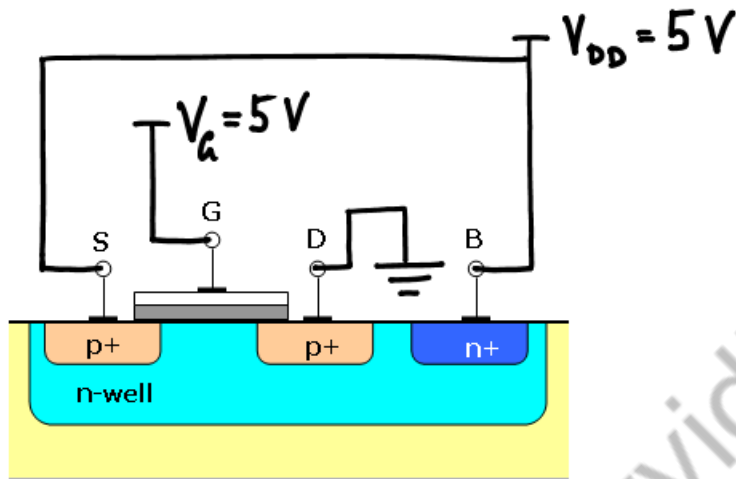 V_DD = 5 V
V_G = 5 V
S
G
D
B
p+
p+
n+
n-well